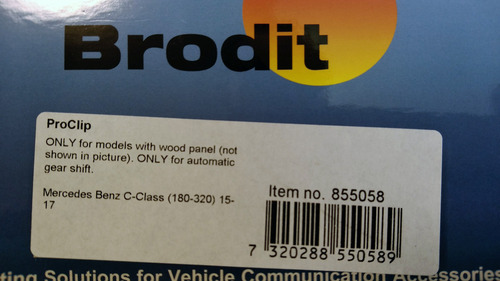 Brodit
ProClip
ONLY for models with wood panel (not
shown in picture). ONLY for automatic
gear shift.
Mercedes Benz C-Class (180-320) 15-
17
Item no. 855058
7 320288 550589
ting Solutions for Vehicle Communication Accessories